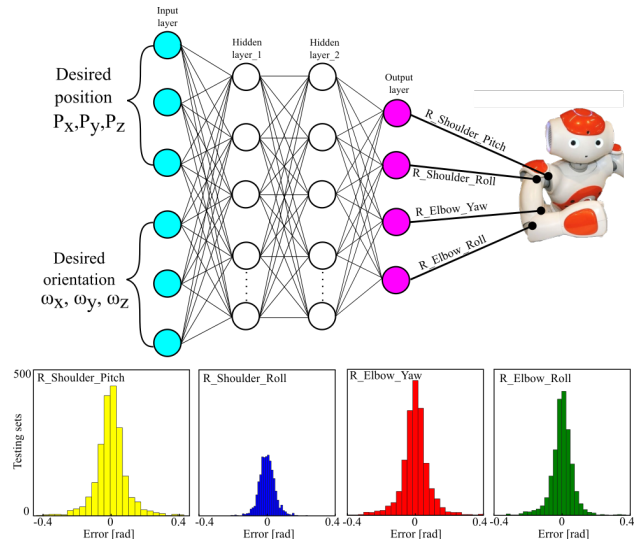 Input
layer
Hidden
layer_1
Hidden
layer_2
Output
layer
Desired
position
Px,Py,Pz
Desired
orientation
ωx, ωy, ωz
R_Shoulder_Pitch
R_Shoulder_Roll
R_Elbow_Yaw
R_Elbow_Roll
Testing sets
500
0
R_Shoulder_Pitch
-0.4
0
0.4
Error [rad]
R_Shoulder_Roll
-0.4
0
0.4
Error [rad]
R_Elbow_Yaw
-0.4
0
0.4
Error [rad]
R_Elbow_Roll
-0.4
0
0.4
Error [rad]